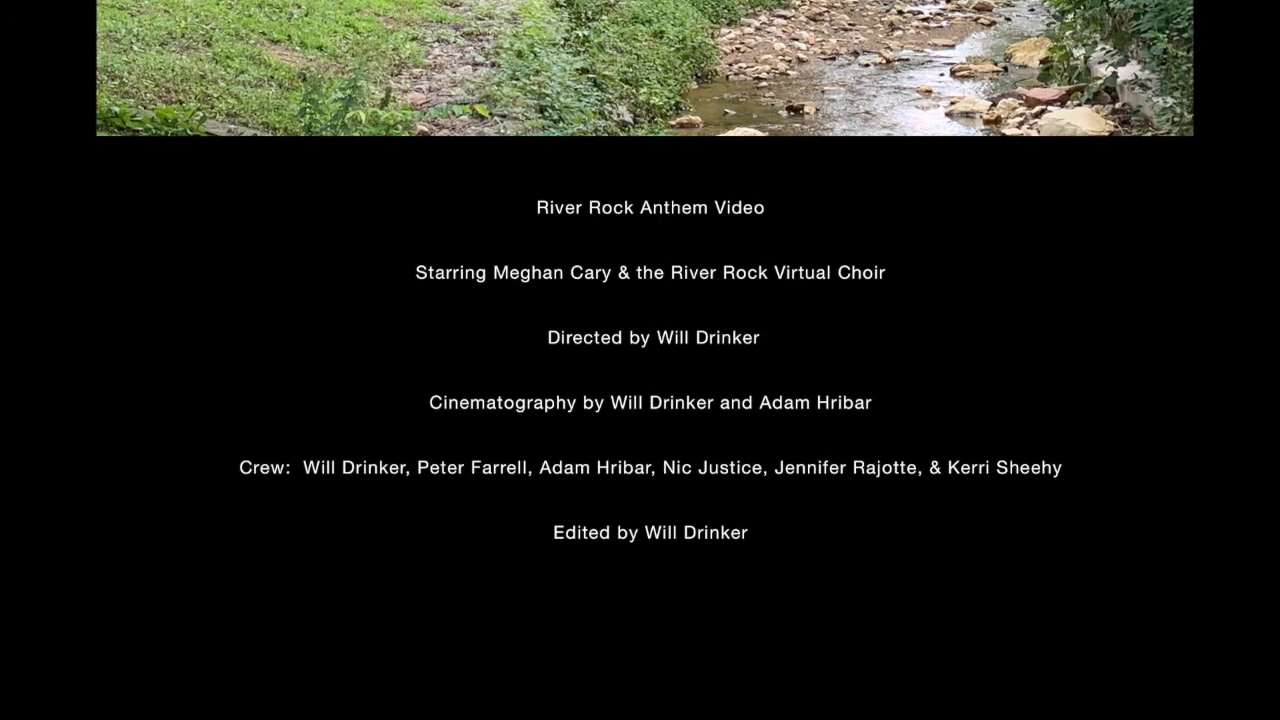 River Rock Anthem Video
Starring Meghan Cary & the River Rock Virtual Choir
Directed by Will Drinker
Cinematography by Will Drinker and Adam Hribar
Crew:  Will Drinker, Peter Farrell, Adam Hribar, Nic Justice, Jennifer Rajotte, & Kerri Sheehy
Edited by Will Drinker